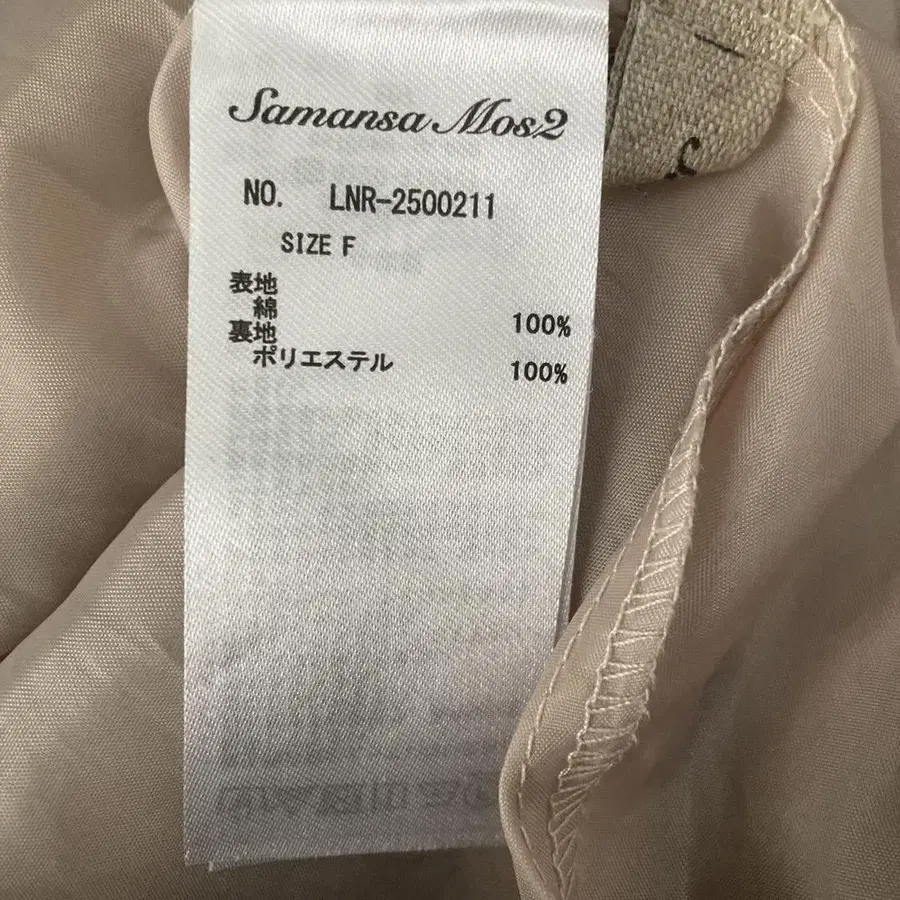 Samansa Mos2
NO. LNR-2500211
SIZE F
表地
綿 100%
裏地
ポリエステル 100%